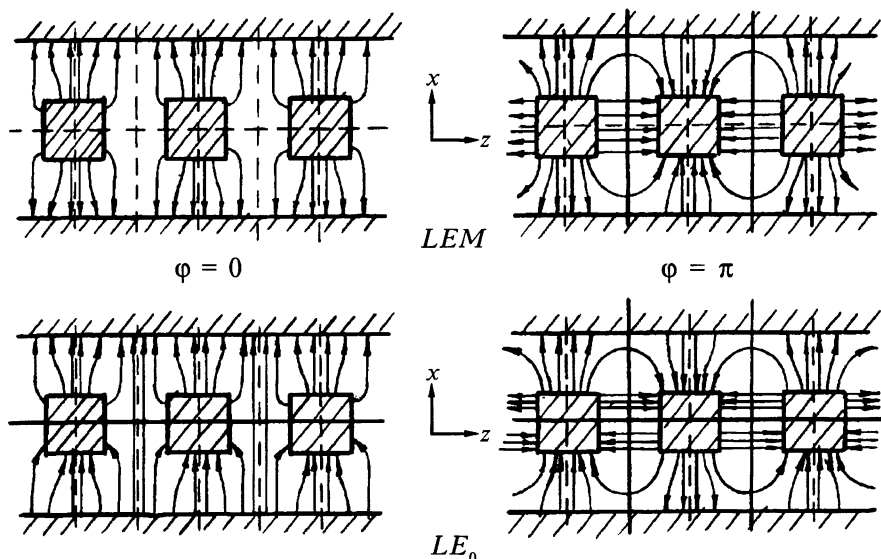 x
z
x
z
LEM
φ = 0
φ = π
x
z
x
z
LE₀